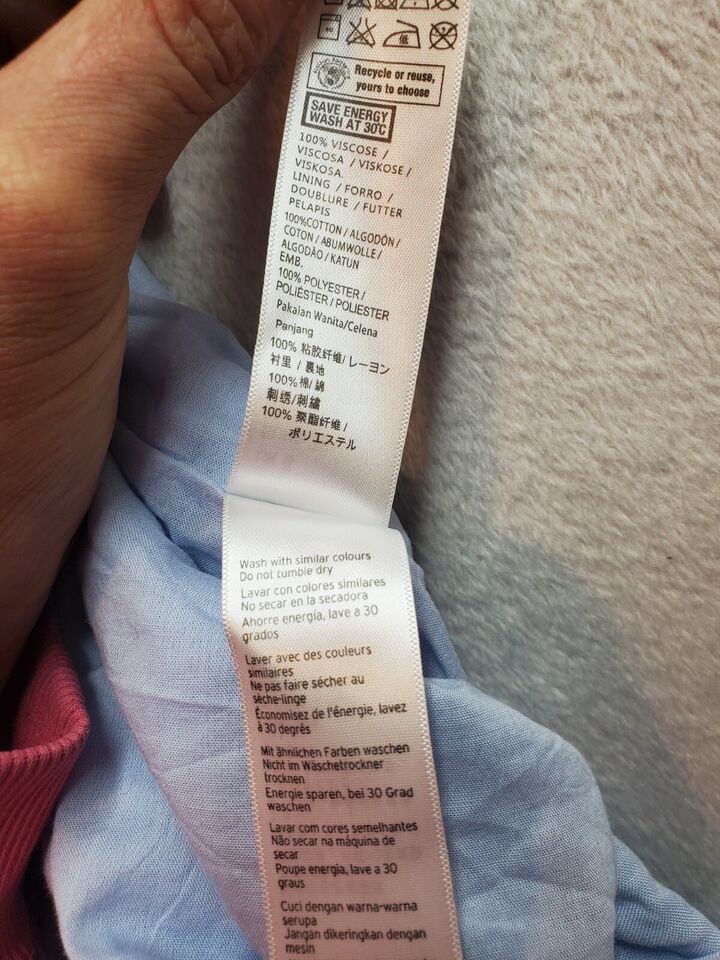 低
Recycle or reuse,
yours to choose
SAVE ENERGY
WASH AT 30°C
100% VISCOSE /
VISCOSA / VISKOSE /
VISKOSA.
LINING / FORRO /
DOUBLURE / FUTTER
PELAPIS
100%COTTON / ALGODÓN /
COTON / ABUMWOLLE /
ALGODÃO / KATUN
EMB.
100% POLYESTER /
POLIÉSTER / POLIESTER
Pakaian Wanita/Celena
Panjang
100% 粘胶纤维/ レーヨン
衬里 / 裏地
100% 棉/ 綿
刺绣/刺繍
100% 聚酯纤维 /
ポリエステル
Wash with similar colours
Do not tumble dry
Lavar con colores similares
No secar en la secadora
Ahorre energía, lave a 30
grados
Laver avec des couleurs
similaires
Ne pas faire sécher au
sèche-linge
Économisez de l'énergie, lavez
à 30 degrés
Mit ähnlichen Farben waschen
Nicht im Wäschetrockner
trocknen
Energie sparen, bei 30 Grad
waschen
Lavar com cores semelhantes
Não secar na máquina de
secar
Poupe energia, lave a 30
graus
Cuci dengan warna-warna
serupa
Jangan dikeringkan dengan
mesin